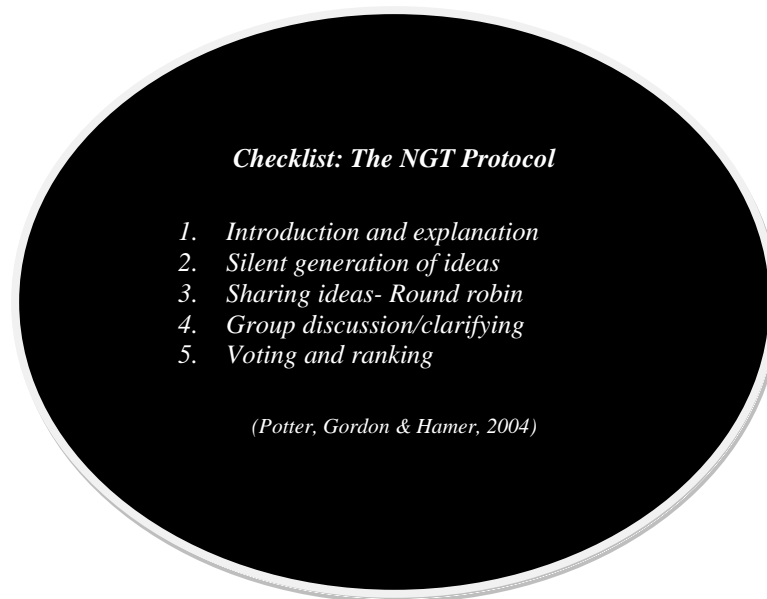 Checklist: The NGT Protocol
1. Introduction and explanation
2. Silent generation of ideas
3. Sharing ideas- Round robin
4. Group discussion/clarifying
5. Voting and ranking
(Potter, Gordon & Hamer, 2004)